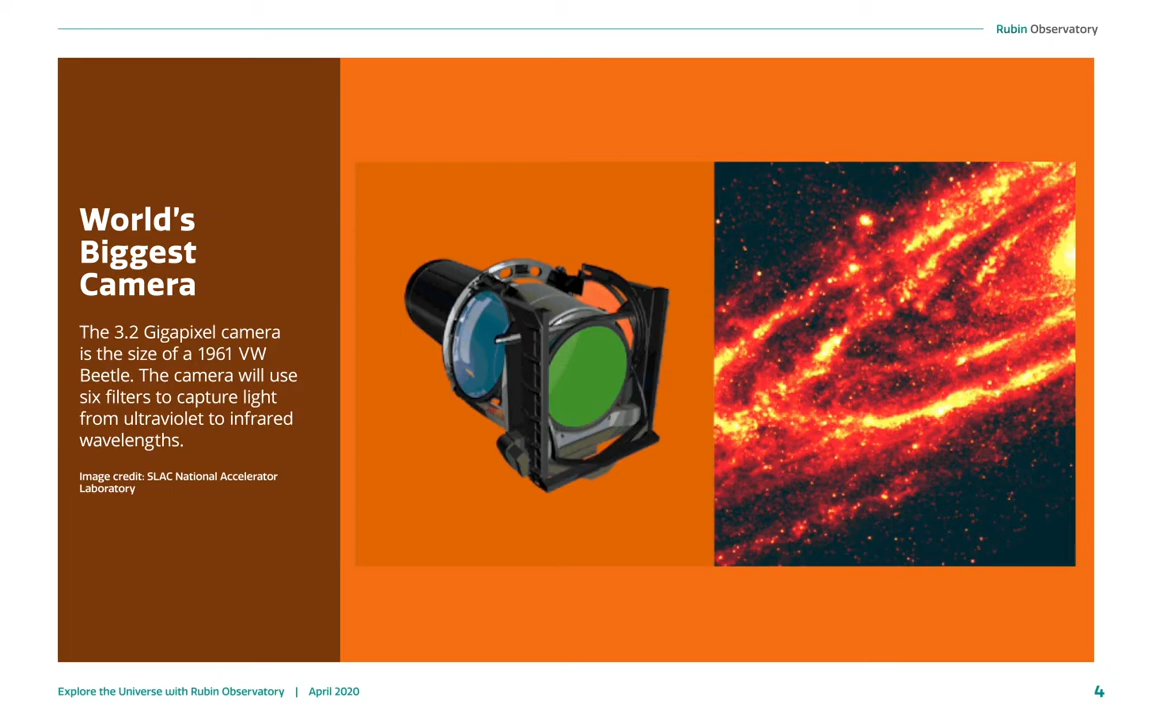 Rubin Observatory
World's
Biggest
Camera
The 3.2 Gigapixel camera
is the size of a 1961 VW
Beetle. The camera will use
six filters to capture light
from ultraviolet to infrared
wavelengths.
Image credit: SLAC National Accelerator
Laboratory
Explore the Universe with Rubin Observatory | April 2020
4